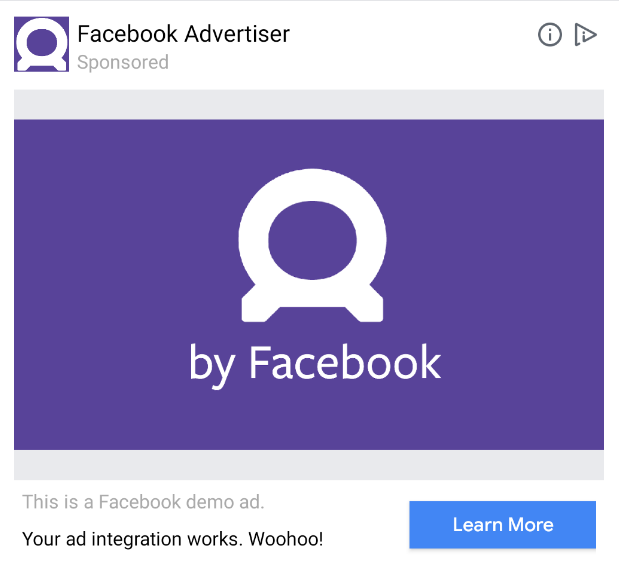 Facebook Advertiser
Sponsored
by Facebook
This is a Facebook demo ad.
Your ad integration works. Woohoo!
Learn More